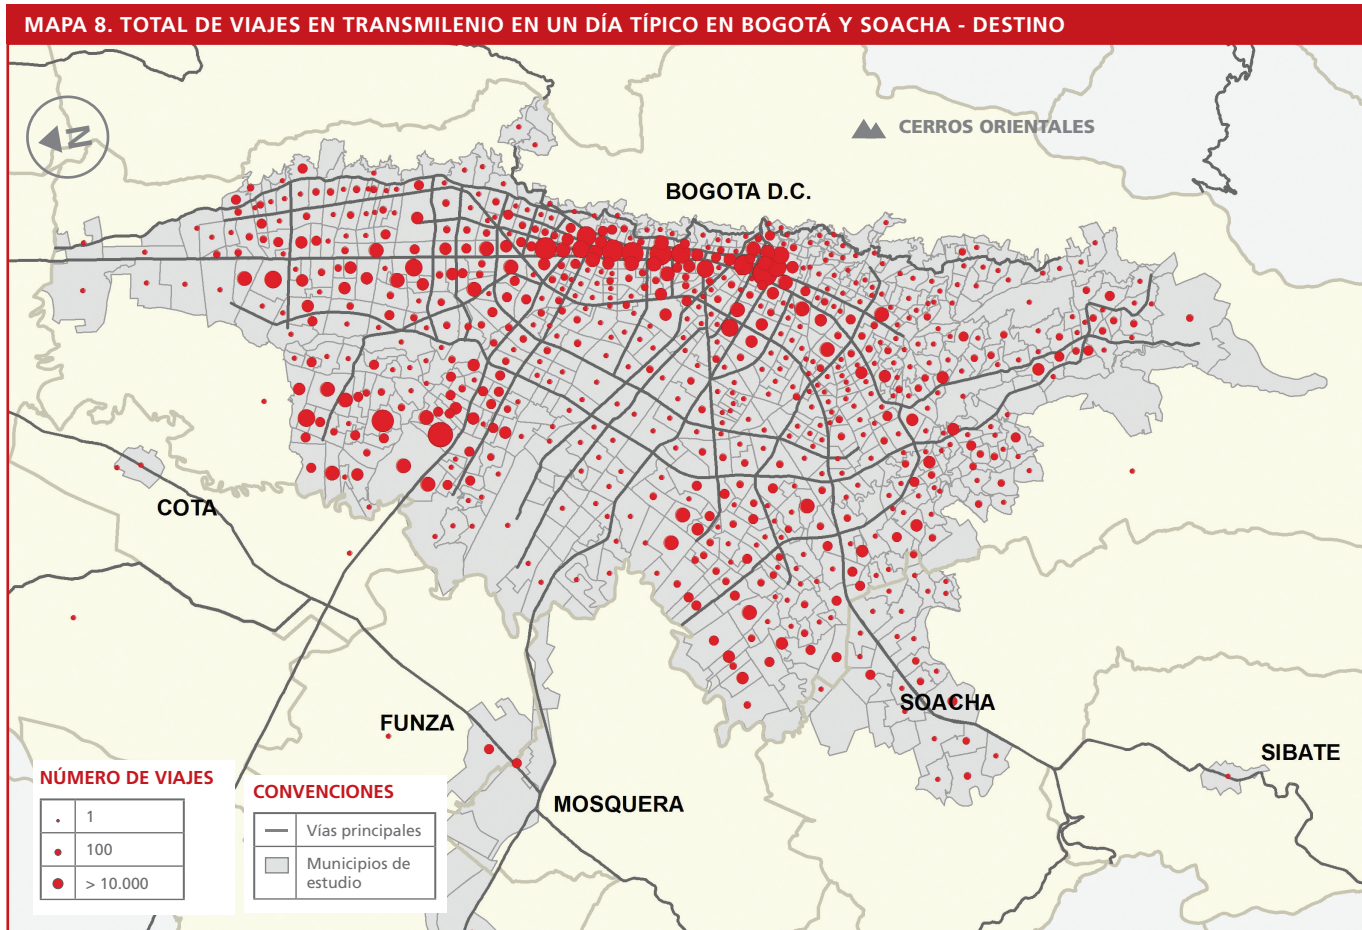 MAPA 8. TOTAL DE VIAJES EN TRANSMILENIO EN UN DÍA TÍPICO EN BOGOTÁ Y SOACHA - DESTINO
N
CERROS ORIENTALES
BOGOTA D.C.
COTA
FUNZA
SOACHA
SIBATE
MOSQUERA
NÚMERO DE VIAJES
1
100
> 10.000
CONVENCIONES
Vías principales
Municipios de
estudio